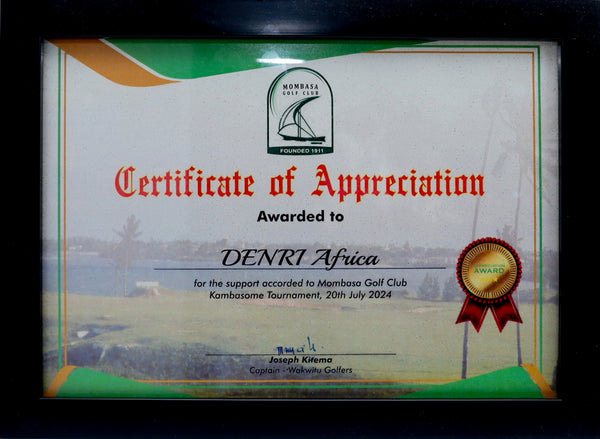 MOMBASA
GOLF CLUB
FOUNDED 1911
Certificate of Appreciation
Awarded to
DENRI Africa
for the support accorded to Mombasa Golf Club
Kambasome Tournament, 20th July 2024
Joseph Kitema
Captain - Wakwitu Golfers
AWARD